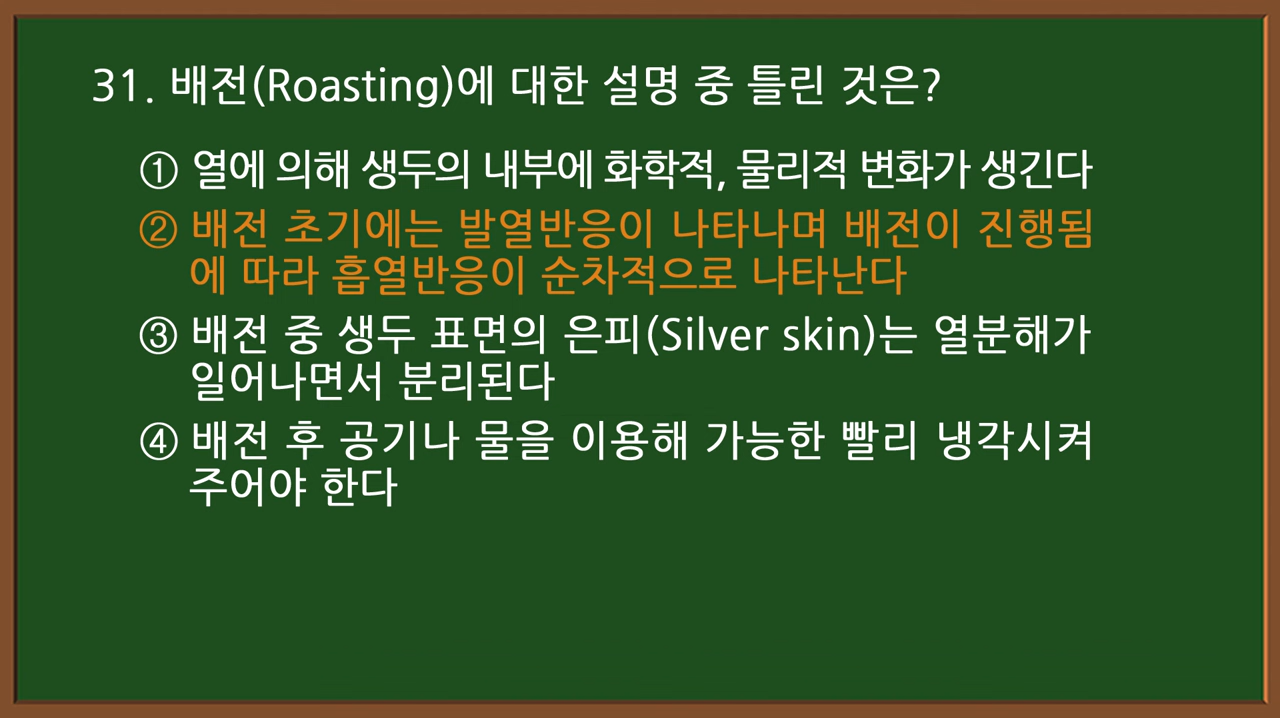 31. 배전(Roasting)에 대한 설명 중 틀린 것은?
① 열에 의해 생두의 내부에 화학적, 물리적 변화가 생긴다
② 배전 초기에는 발열반응이 나타나며 배전이 진행됨
에 따라 흡열반응이 순차적으로 나타난다
③ 배전 중 생두 표면의 은피(Silver skin)는 열분해가
일어나면서 분리된다
④ 배전 후 공기나 물을 이용해 가능한 빨리 냉각시켜
주어야 한다